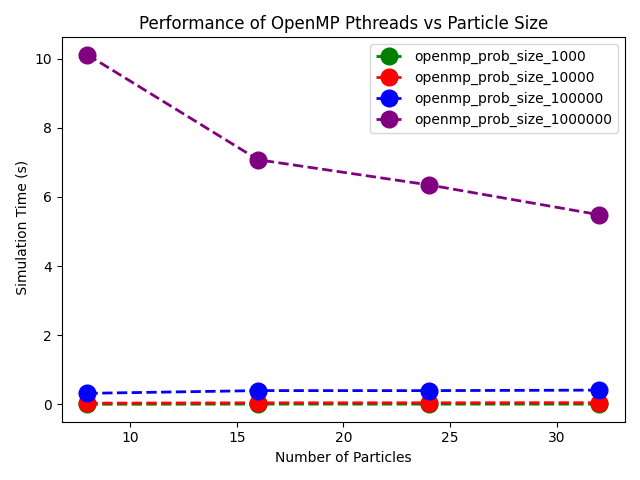 Performance of OpenMP Pthreads vs Particle Size
openmp_prob_size_1000
openmp_prob_size_10000
openmp_prob_size_100000
openmp_prob_size_1000000
Simulation Time (s)
10
8
6
4
2
0
10 15 20 25 30
Number of Particles